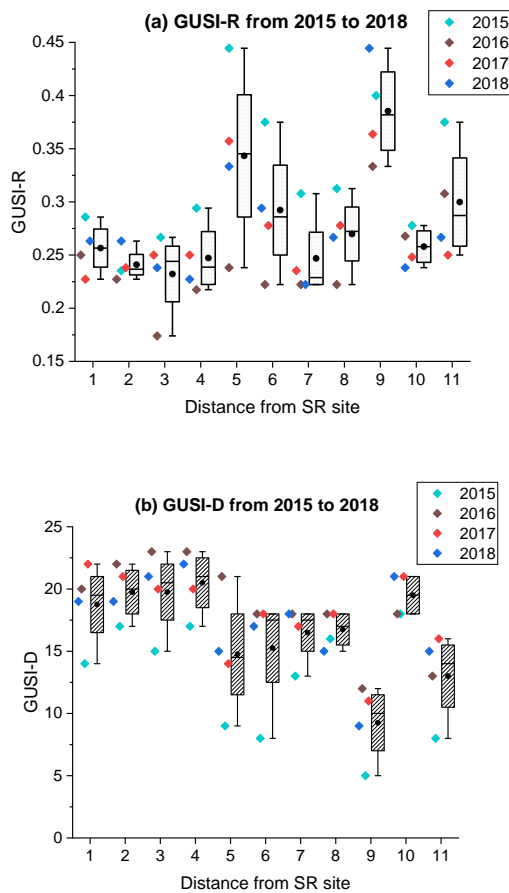 (a) GUSI-R from 2015 to 2018
2015
2016
2017
2018
0.45
0.4
0.35
0.3
0.25
0.2
0.15
GUSI-R
1 2 3 4 5 6 7 8 9 10 11
Distance from SR site
(b) GUSI-D from 2015 to 2018
2015
2016
2017
2018
25
20
15
10
5
0
GUSI-D
1 2 3 4 5 6 7 8 9 10 11
Distance from SR site